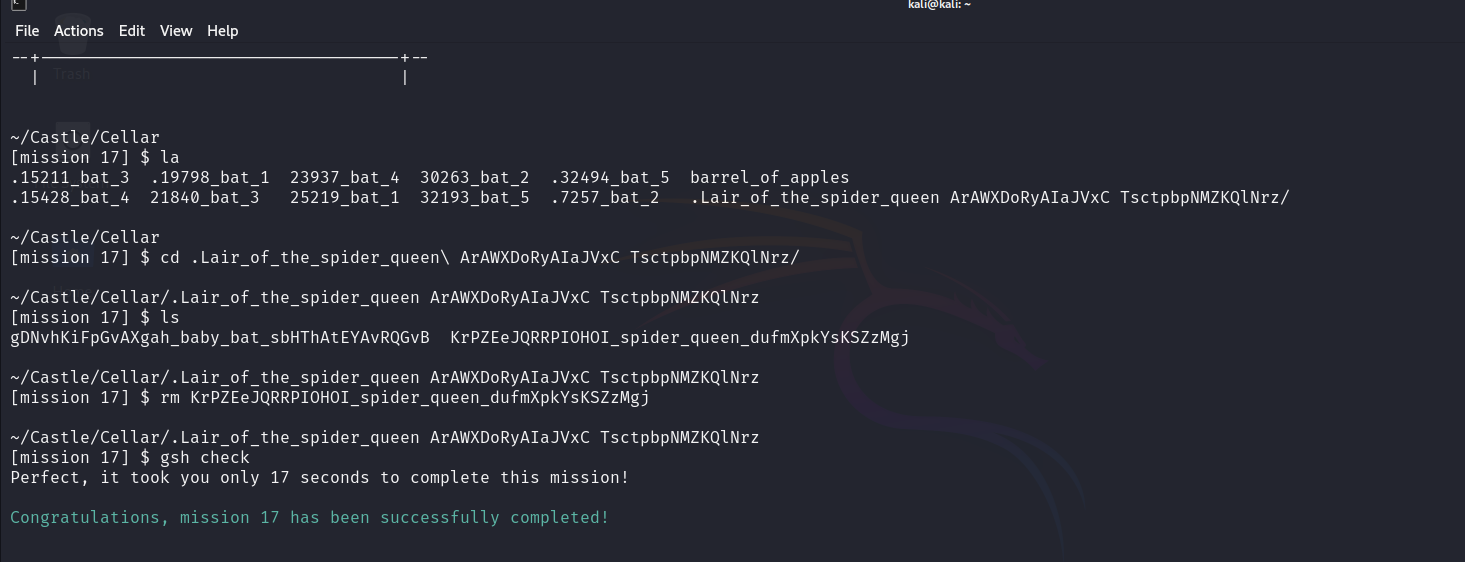 kali@kali: ~
File Actions Edit View Help
--+------------------------------------+--
| Trash |
~/Castle/Cellar
[mission 17] $ la
.15211_bat_3 .19798_bat_1 23937_bat_4 30263_bat_2 .32494_bat_5 barrel_of_apples
.15428_bat_4 21840_bat_3 25219_bat_1 32193_bat_5 .7257_bat_2 .Lair_of_the_spider_queen ArAWXDoRyAIaJVxC TsctpbpNMZKQlNrz/
~/Castle/Cellar
[mission 17] $ cd .Lair_of_the_spider_queen\ ArAWXDoRyAIaJVxC TsctpbpNMZKQlNrz/
~/Castle/Cellar/.Lair_of_the_spider_queen ArAWXDoRyAIaJVxC TsctpbpNMZKQlNrz
[mission 17] $ ls
gDNvhKiFpGvAXgah_baby_bat_sbHThAtEYAvRQGvB KrPZEeJQRRPIOHOI_spider_queen_dufmXpkYsKSZzMgj
~/Castle/Cellar/.Lair_of_the_spider_queen ArAWXDoRyAIaJVxC TsctpbpNMZKQlNrz
[mission 17] $ rm KrPZEeJQRRPIOHOI_spider_queen_dufmXpkYsKSZzMgj
~/Castle/Cellar/.Lair_of_the_spider_queen ArAWXDoRyAIaJVxC TsctpbpNMZKQlNrz
[mission 17] $ gsh check
Perfect, it took you only 17 seconds to complete this mission!
Congratulations, mission 17 has been successfully completed!